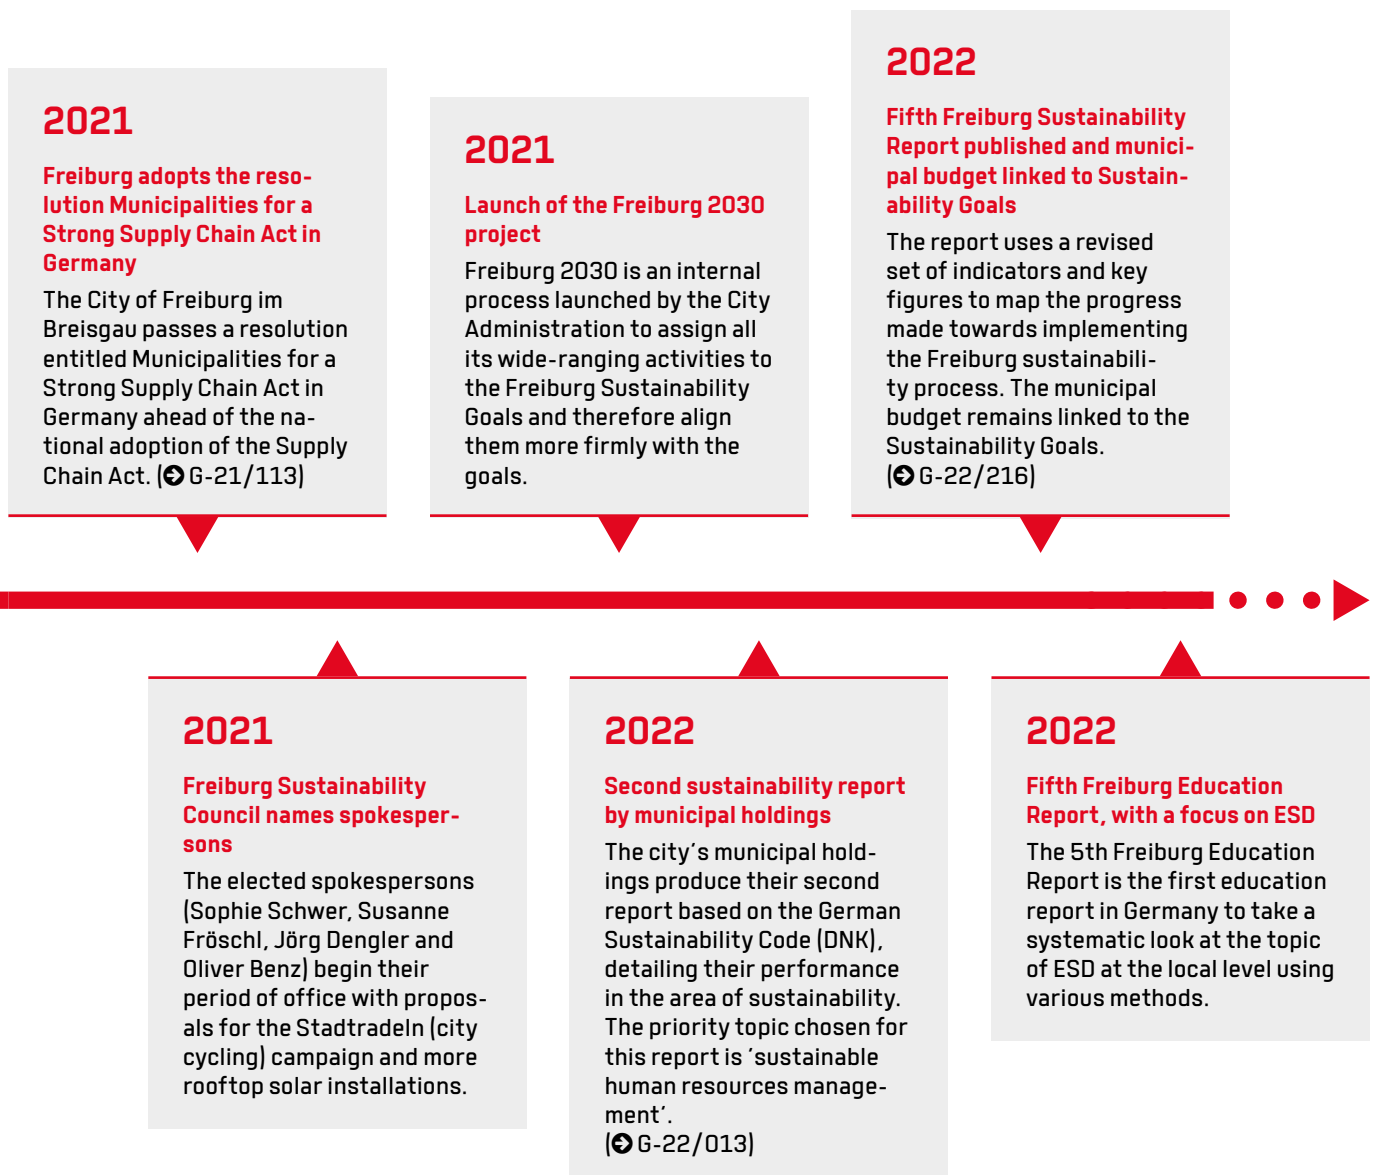 2021
Freiburg adopts the reso-
lution Municipalities for a
Strong Supply Chain Act in
Germany
The City of Freiburg im
Breisgau passes a resolution
entitled Municipalities for a
Strong Supply Chain Act in
Germany ahead of the na-
tional adoption of the Supply
Chain Act. (➲ G-21/113)
2021
Launch of the Freiburg 2030
project
Freiburg 2030 is an internal
process launched by the City
Administration to assign all
its wide-ranging activities to
the Freiburg Sustainability
Goals and therefore align
them more firmly with the
goals.
2022
Fifth Freiburg Sustainability
Report published and munici-
pal budget linked to Sustain-
ability Goals
The report uses a revised
set of indicators and key
figures to map the progress
made towards implementing
the Freiburg sustainabili-
ty process. The municipal
budget remains linked to the
Sustainability Goals.
(➲ G-22/216)
2021
Freiburg Sustainability
Council names spokesper-
sons
The elected spokespersons
(Sophie Schwer, Susanne
Fröschl, Jörg Dengler and
Oliver Benz) begin their
period of office with propos-
als for the Stadtradeln (city
cycling) campaign and more
rooftop solar installations.
2022
Second sustainability report
by municipal holdings
The city's municipal hold-
ings produce their second
report based on the German
Sustainability Code (DNK),
detailing their performance
in the area of sustainability.
The priority topic chosen for
this report is 'sustainable
human resources manage-
ment'.
(➲ G-22/013)
2022
Fifth Freiburg Education
Report, with a focus on ESD
The 5th Freiburg Education
Report is the first education
report in Germany to take a
systematic look at the topic
of ESD at the local level using
various methods.